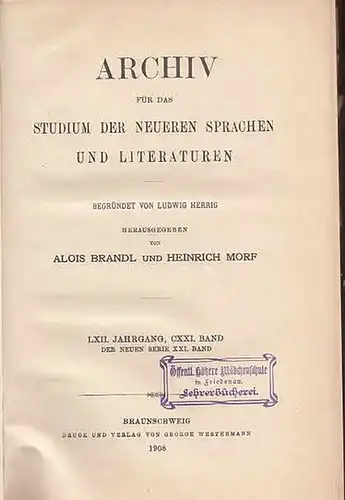 ARCHIV
FÜR DAS
STUDIUM DER NEUEREN SPRACHEN
UND LITERATUREN
BEGRÜNDET VON LUDWIG HERRIG
HERAUSGEGEBEN
VON
ALOIS BRANDL UND HEINRICH MORF
LXII. JAHRGANG, CXXI. BAND
DER NEUEN SERIE XXI. BAND
Öffentl. höhere Mädchenschule
in Friedenau.
Lehrerbücherei.
BRAUNSCHWEIG
DRUCK UND VERLAG VON GEORGE WESTERMANN
1908